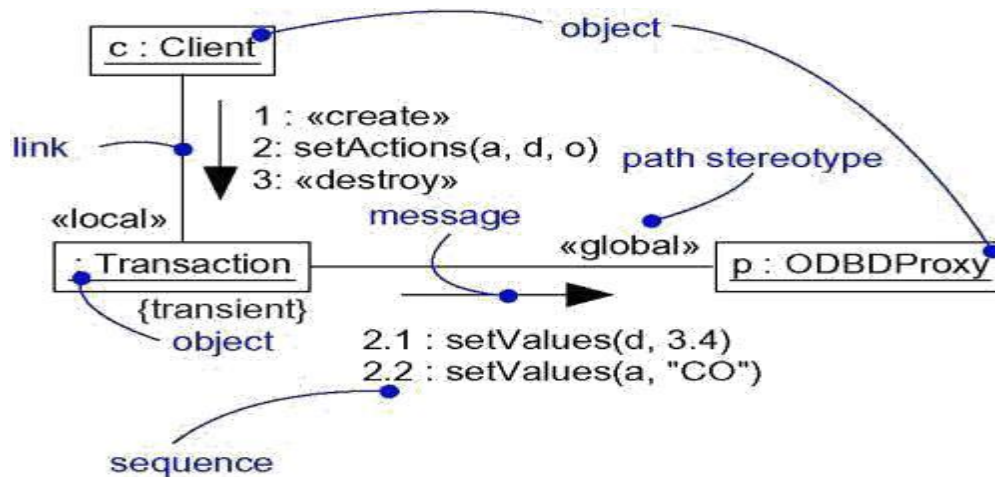 object
c : Client
1 : «create»
link
2: setActions(a, d, o)
path stereotype
3: «destroy»
message
«local»
«global»
: Transaction
p : ODBDProxy
{transient}
object
2.1 : setValues(d, 3.4)
2.2 : setValues(a, "CO")
sequence